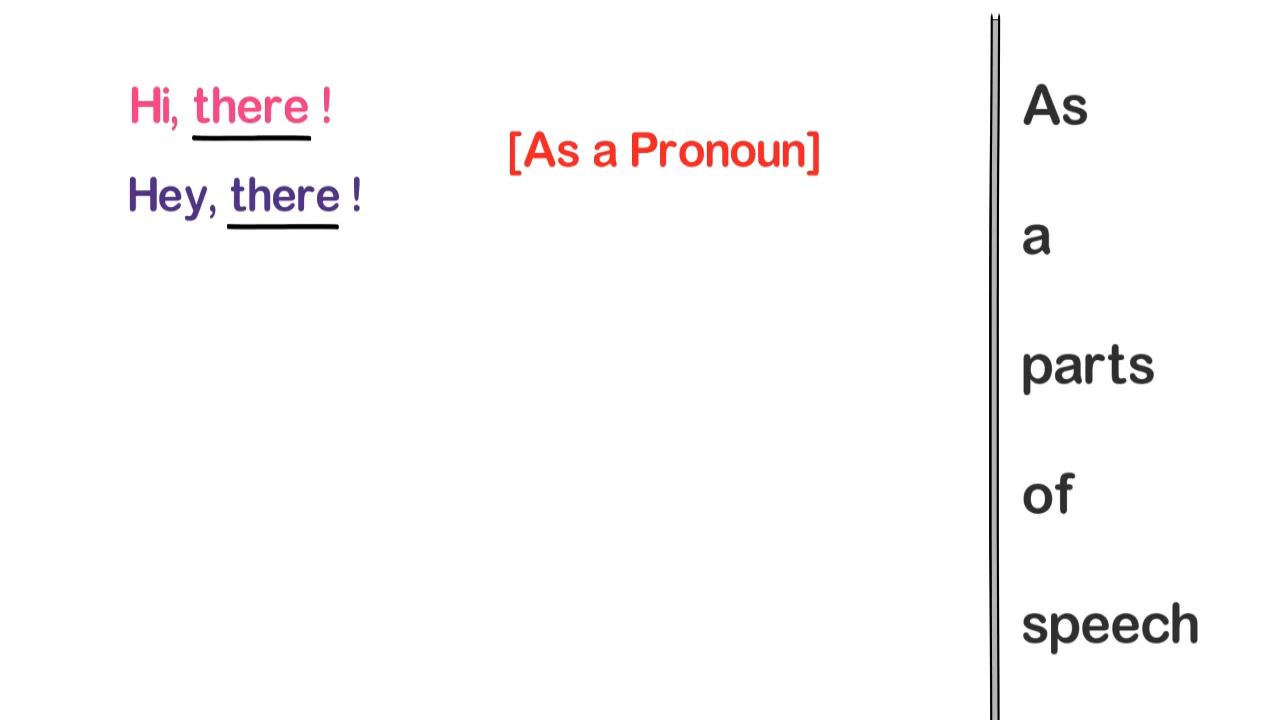 Hi, there !
Hey, there !
[As a Pronoun]
As
a
parts
of
speech